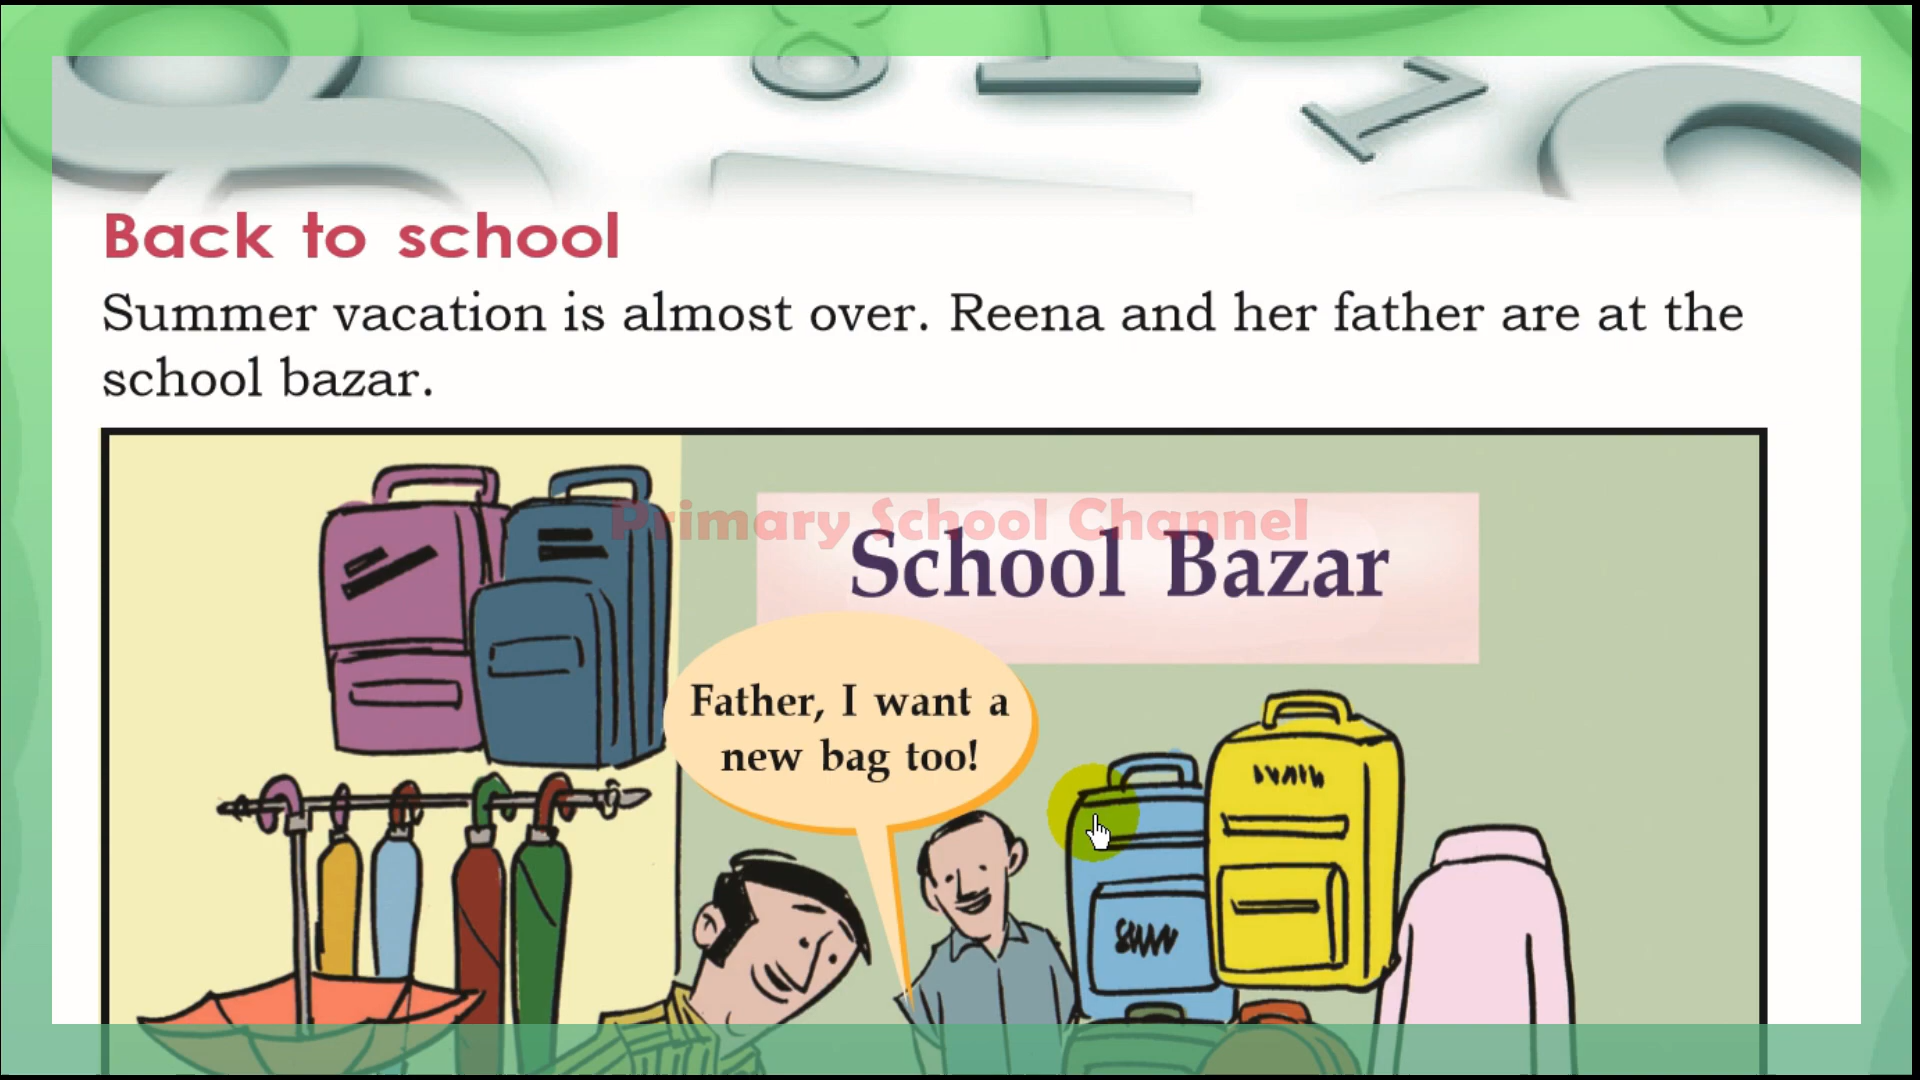 Back to school
Summer vacation is almost over. Reena and her father are at the
school bazar.
Primary School Channel
School Bazar
Father, I want a
new bag too!